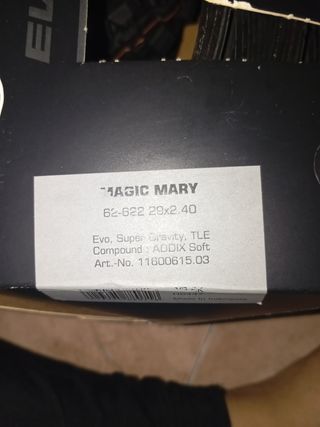 MAGIC MARY
62-622 29x2.40
Evo, Super Gravity, TLE
Compound : ADDIX Soft
Art.-No. 11600615.03